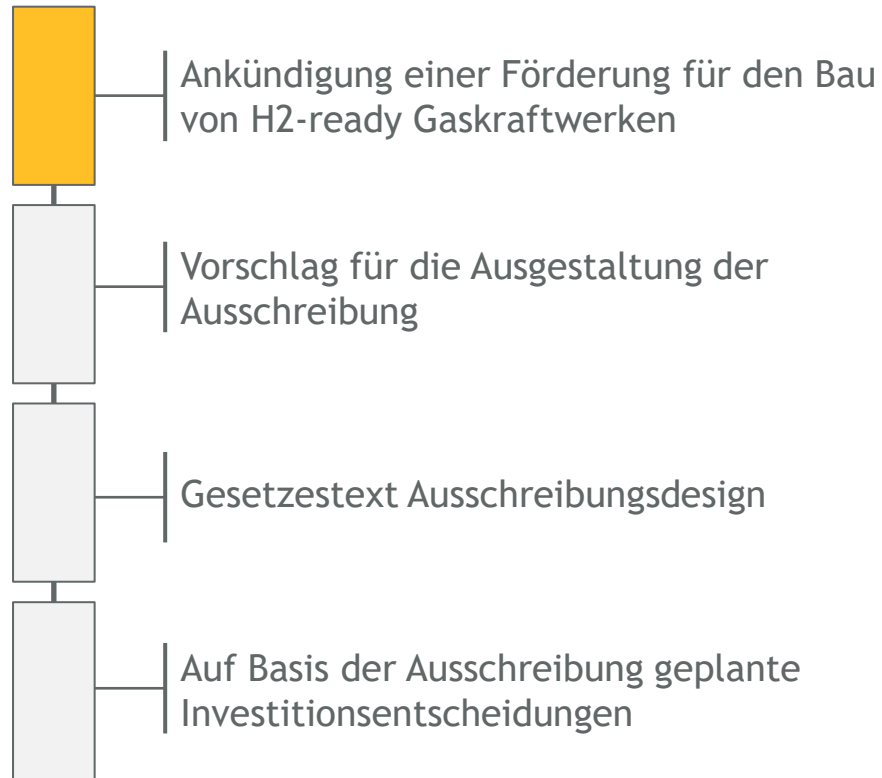 Ankündigung einer Förderung für den Bau
von H2-ready Gaskraftwerken
Vorschlag für die Ausgestaltung der
Ausschreibung
Gesetzestext Ausschreibungsdesign
Auf Basis der Ausschreibung geplante
Investitionsentscheidungen